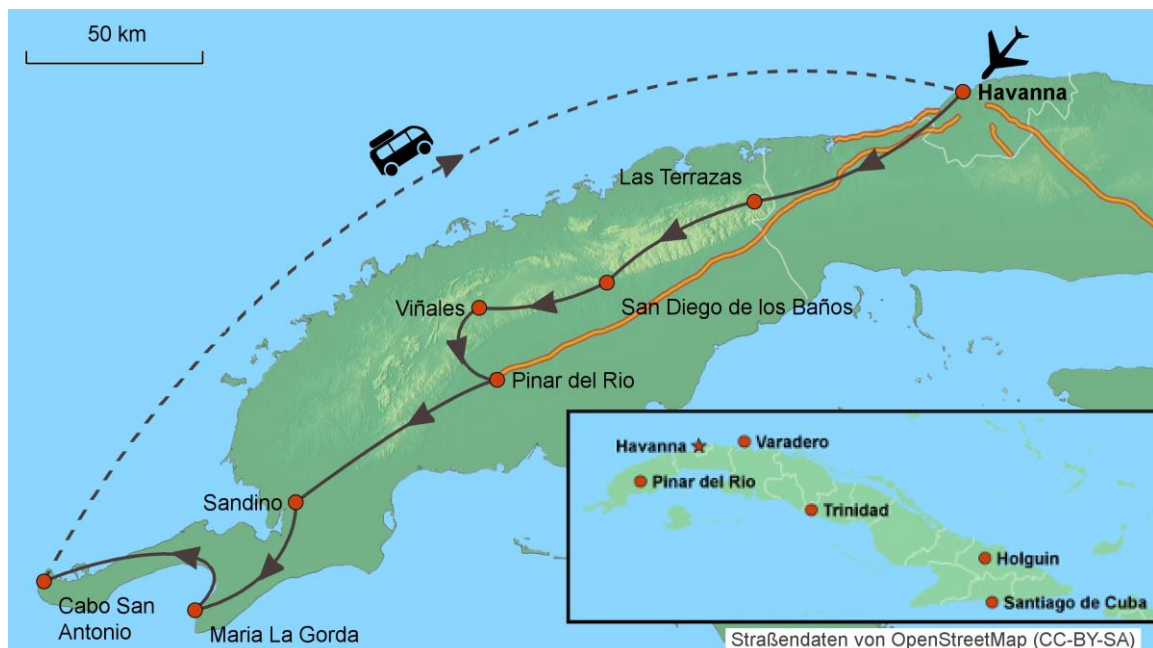 50 km
Havanna
Las Terrazas
San Diego de los Baños
Viñales
Pinar del Rio
Sandino
Cabo San
Antonio
Maria La Gorda
Havanna
Varadero
Pinar del Rio
Trinidad
Holguin
Santiago de Cuba
Straßendaten von OpenStreetMap (CC-BY-SA)